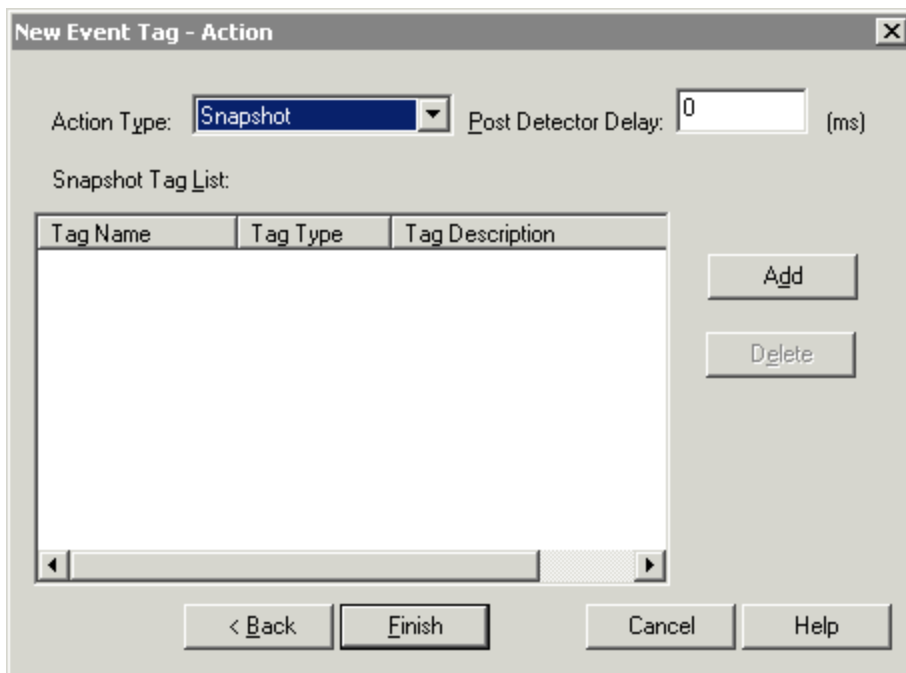 New Event Tag - Action
Action Type: Snapshot Post Detector Delay: 0 (ms)
Snapshot Tag List:
Tag Name Tag Type Tag Description
Add
Delete
< Back Finish Cancel Help